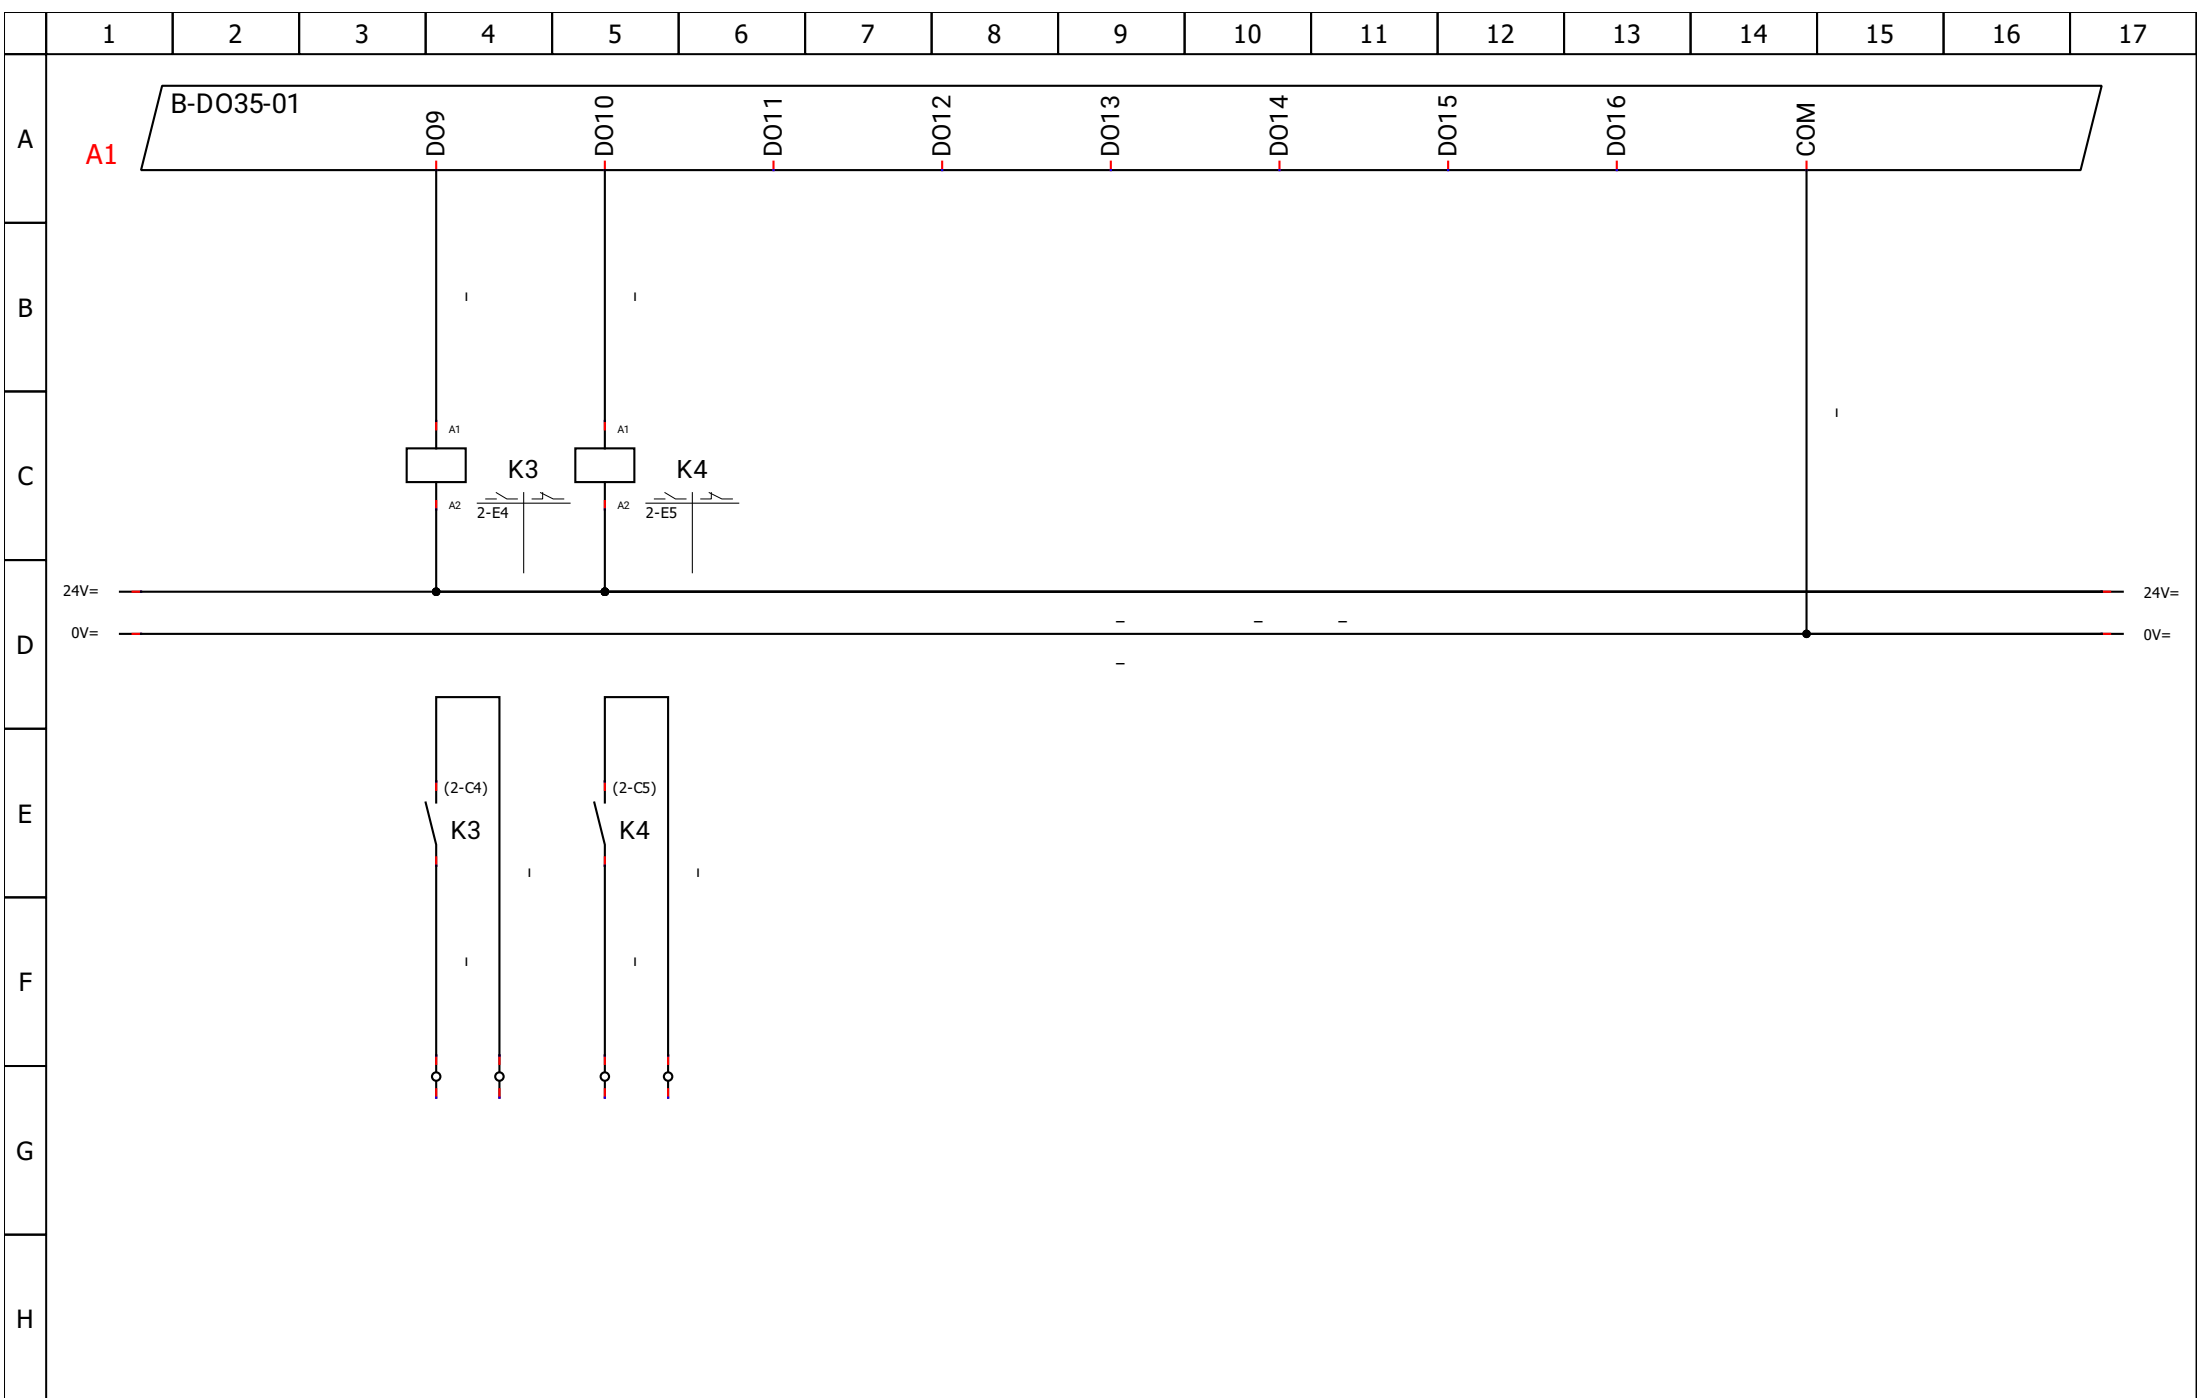 1 2 3 4 5 6 7 8 9 10 11 12 13 14 15 16 17
A
B-DO35-01
A1
DO9
DO10
DO11
DO12
DO13
DO14
DO15
DO16
COM
B
C
A1
K3
A2
2-E4
A1
K4
A2
2-E5
D
24V=
24V=
0V=
0V=
E
(2-C4)
K3
(2-C5)
K4
F
G
H